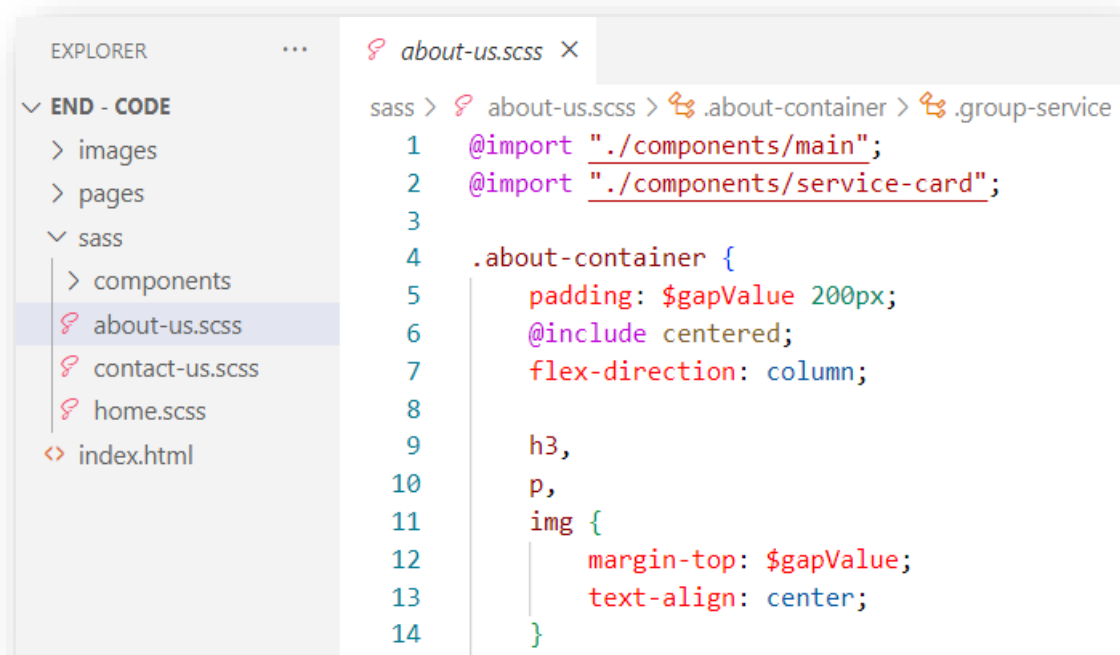 EXPLORER ...
END - CODE
images
pages
sass
components
about-us.scss
contact-us.scss
home.scss
index.html
about-us.scss
sass > about-us.scss > .about-container > .group-service
1 @import "./components/main";
2 @import "./components/service-card";
3
4 .about-container {
5     padding: $gapValue 200px;
6     @include centered;
7     flex-direction: column;
8
9     h3,
10     p,
11     img {
12         margin-top: $gapValue;
13         text-align: center;
14     }